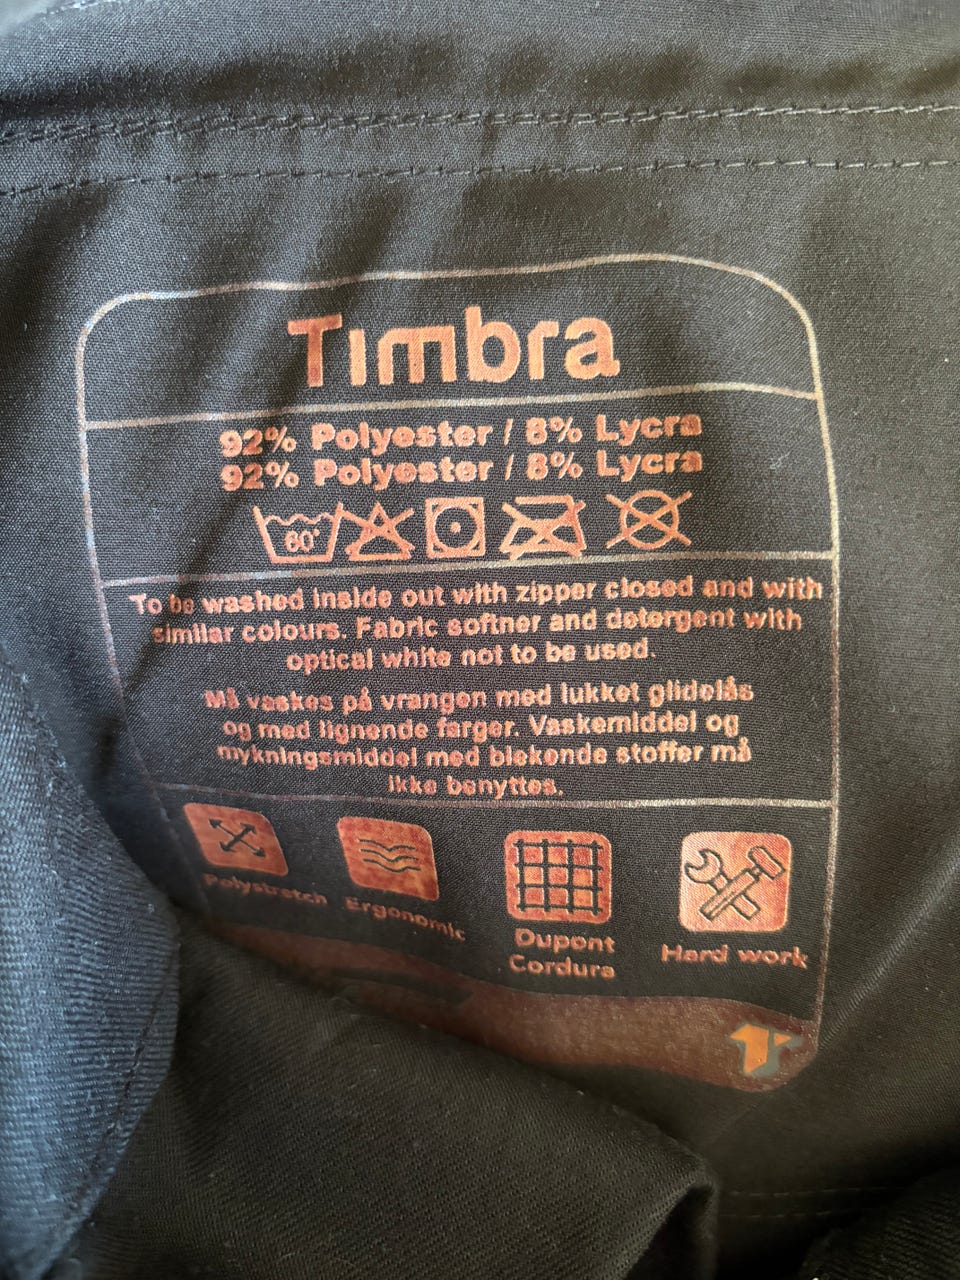 Timbra
92% Polyester / 8% Lycra
92% Polyester / 8% Lycra
60°
To be washed inside out with zipper closed and with
similar colours. Fabric softner and detergent with
optical white not to be used.
Må vaskes på vrangen med lukket glidelås
og med lignende farger. Vaskemiddel og
mykningsmiddel med blekende stoffer må
ikke benyttes.
Polystretch Ergonomic Dupont Cordura Hard work